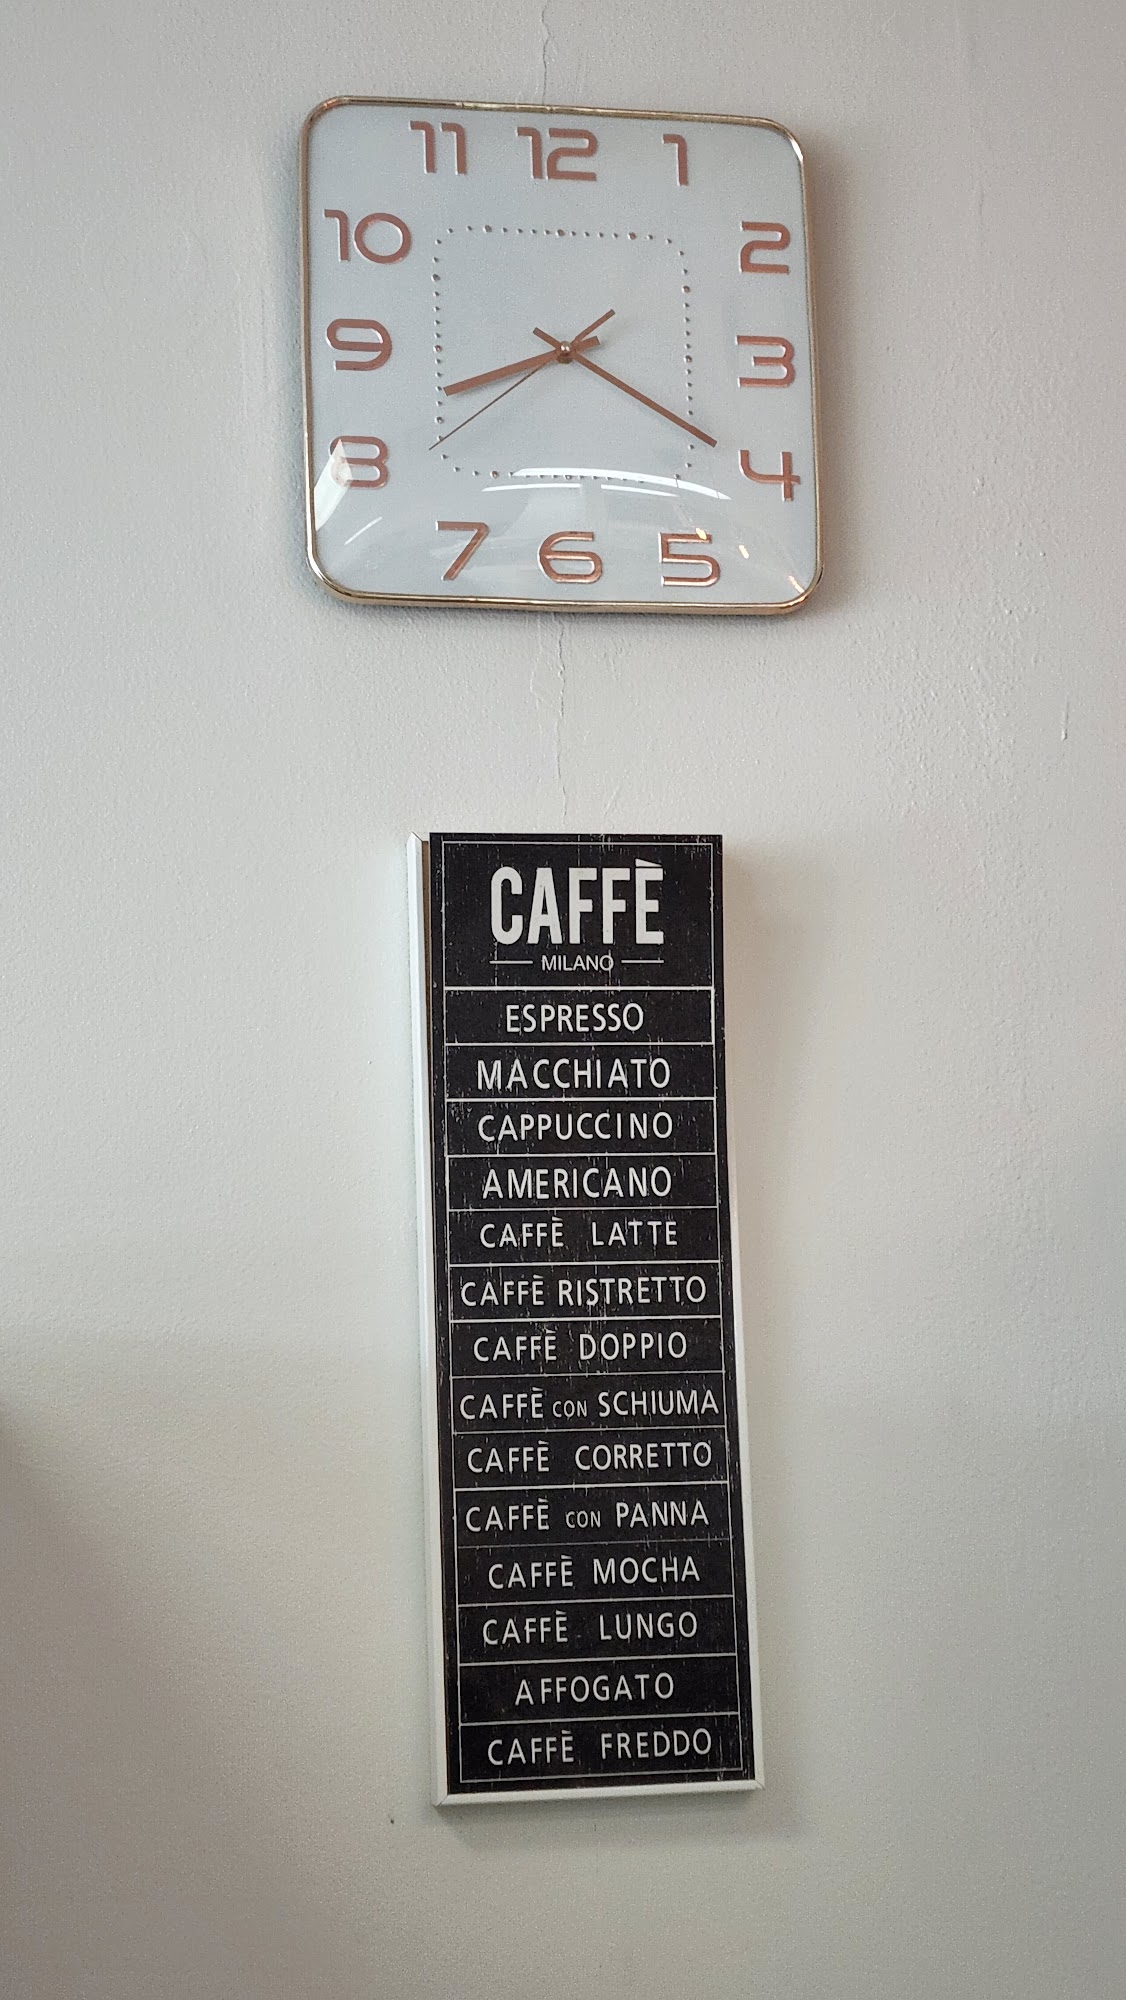 11 12 1
10 2
9 3
8 4
7 6 5
CAFFÈ
MILANO
ESPRESSO
MACCHIATO
CAPPUCCINO
AMERICANO
CAFFÈ LATTE
CAFFÈ RISTRETTO
CAFFÈ DOPPIO
CAFFÈ CON SCHIUMA
CAFFÈ CORRETTO
CAFFÈ CON PANNA
CAFFÈ MOCHA
CAFFÈ LUNGO
AFFOGATO
CAFFÈ FREDDO